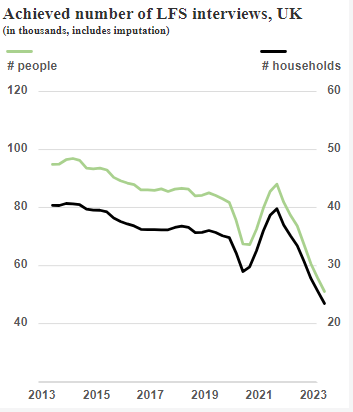 Achieved number of LFS interviews, UK
(in thousands, includes imputation)
# people # households
120 60
100 50
80 40
60 30
40 20
2013 2015 2017 2019 2021 2023